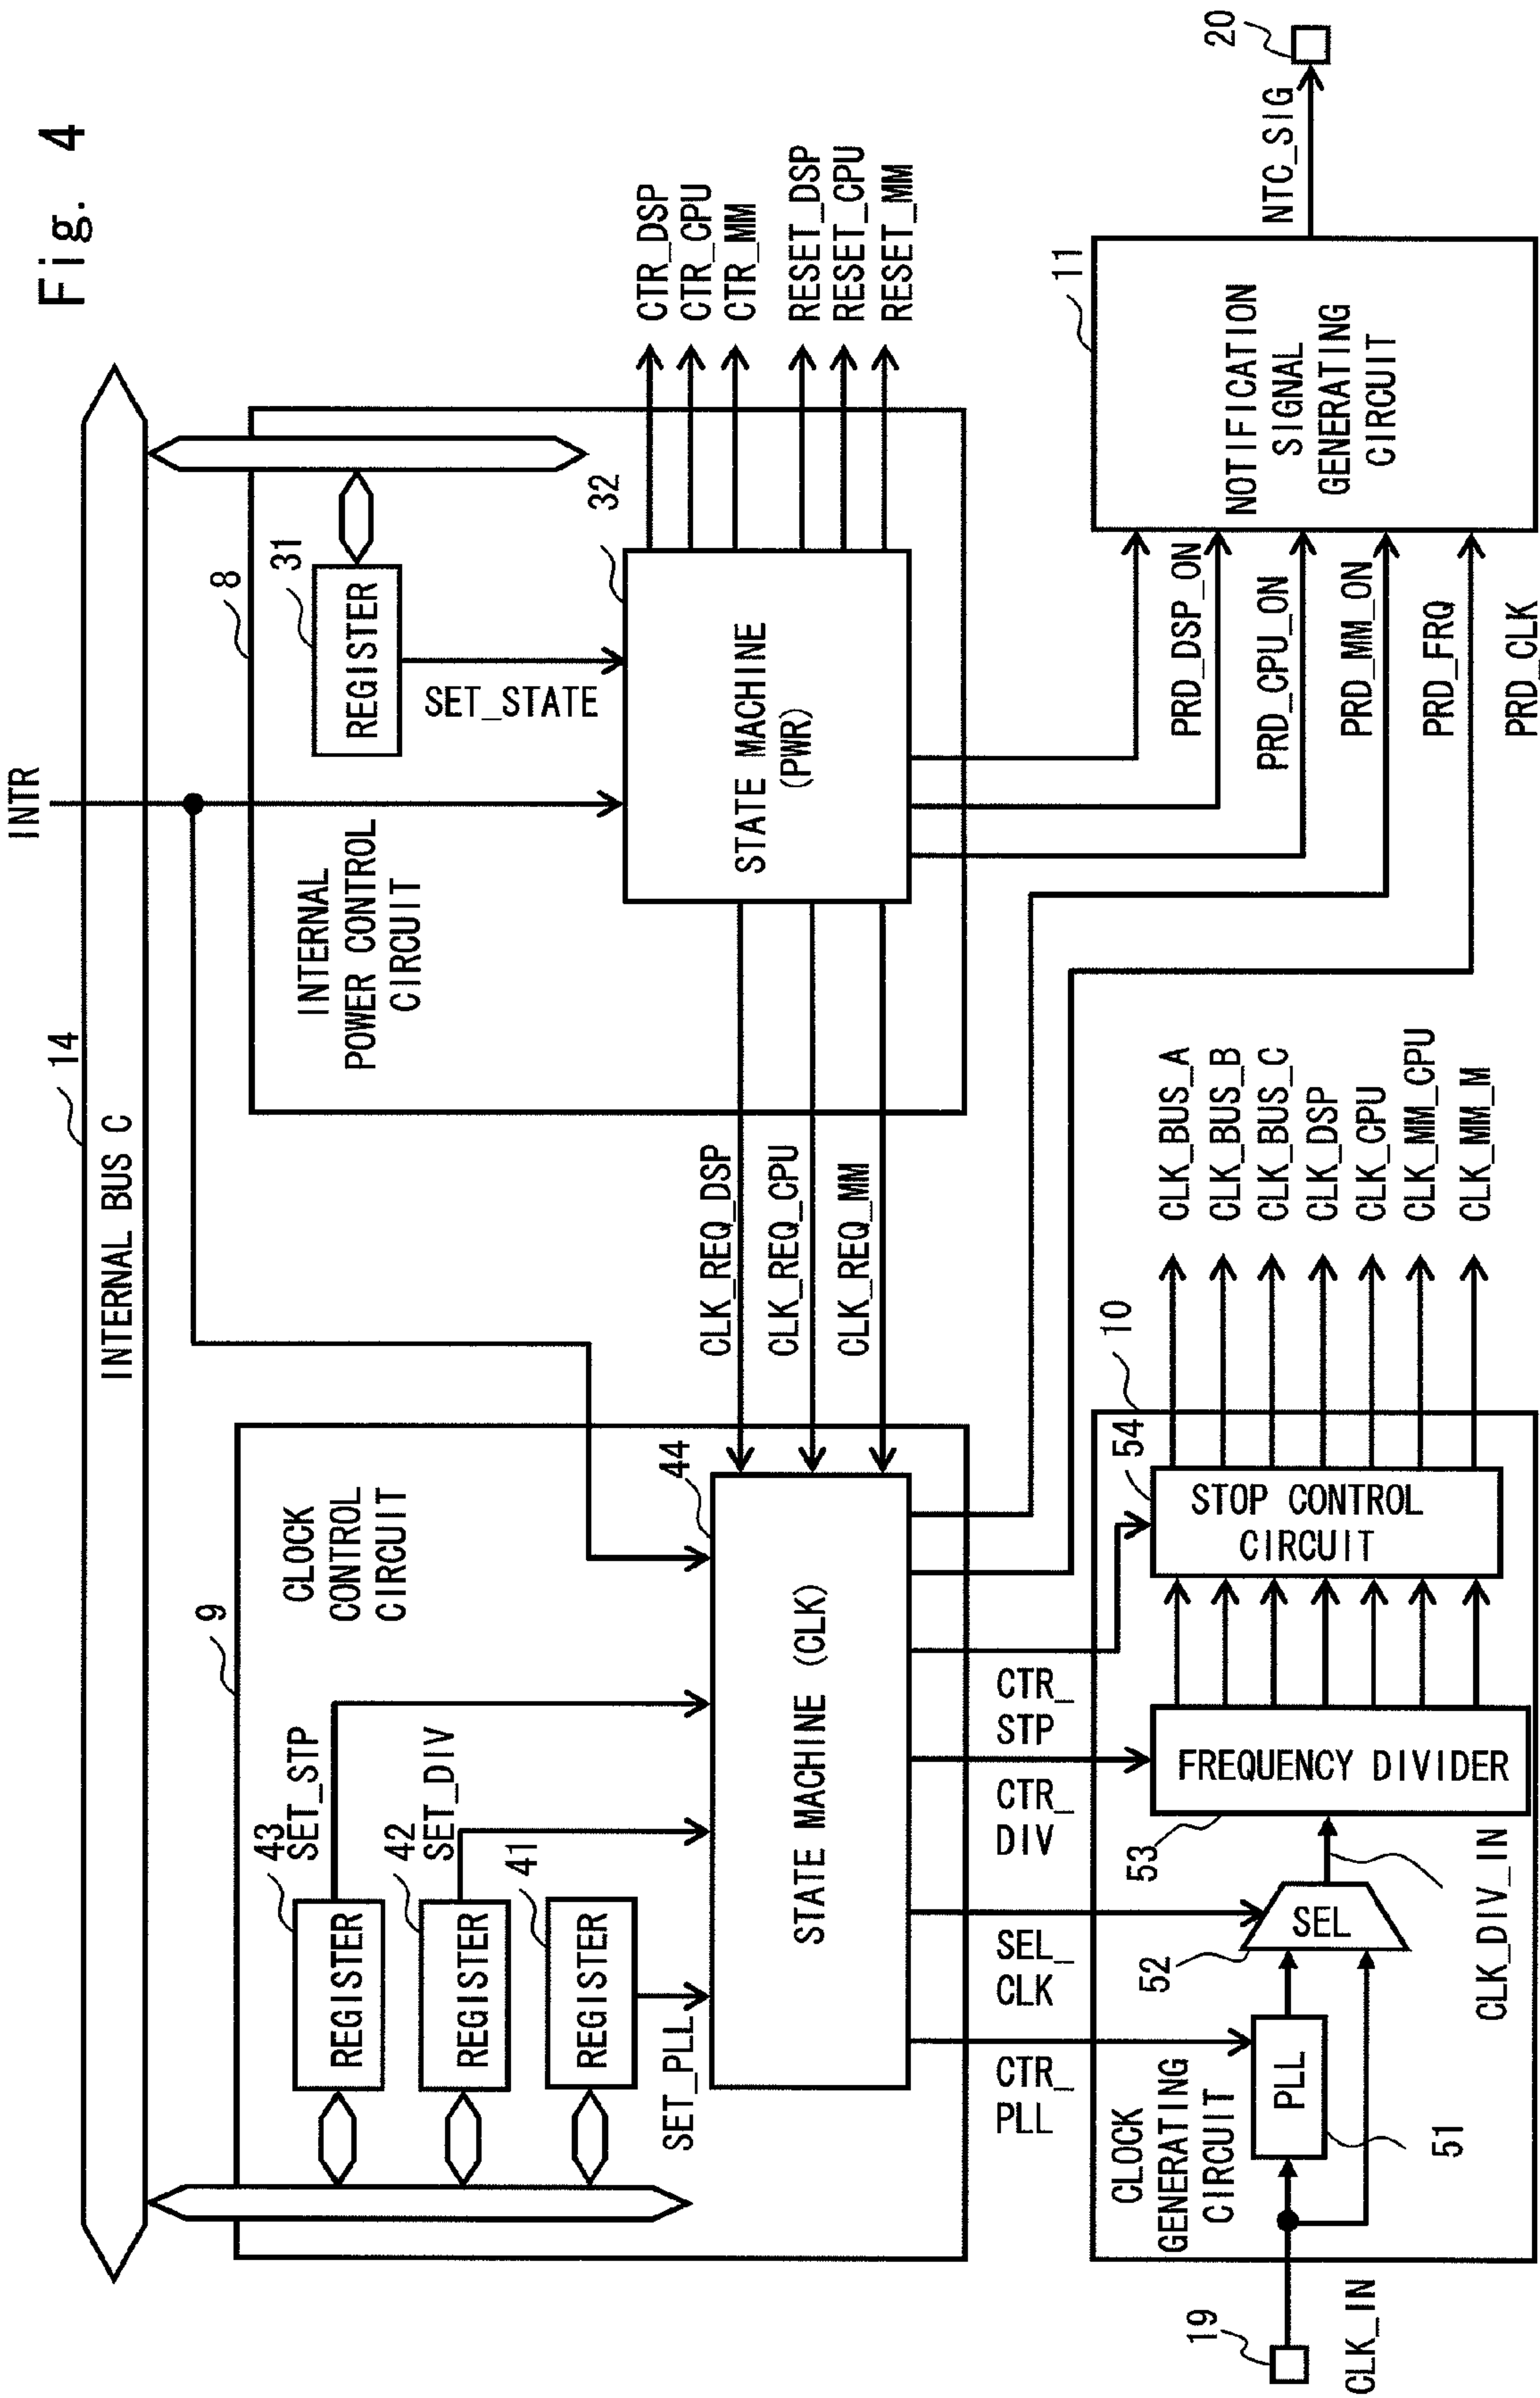 Fig. 4
INTR
14
INTERNAL BUS C
9
CLOCK
CONTROL
CIRCUIT
43
SET_STP
REGISTER
42
SET_DIV
REGISTER
41
REGISTER
SET_PLL
44
STATE MACHINE (CLK)
8
INTERNAL
POWER CONTROL
CIRCUIT
31
REGISTER
SET_STATE
32
STATE MACHINE
(PWR)
CLK_REQ_DSP
CLK_REQ_CPU
CLK_REQ_MM
CTR_DSP
CTR_CPU
CTR_MM
RESET_DSP
RESET_CPU
RESET_MM
CTR_
PLL
SEL_
CLK
CTR_
DIV
CTR_
STP
19
CLK_IN
CLOCK
GENERATING
CIRCUIT
PLL
51
52
SEL
CLK_DIV_IN
53
FREQUENCY DIVIDER
54
STOP CONTROL
CIRCUIT
10
CLK_BUS_A
CLK_BUS_B
CLK_BUS_C
CLK_DSP
CLK_CPU
CLK_MM_CPU
CLK_MM_M
PRD_DSP_ON
PRD_CPU_ON
PRD_MM_ON
PRD_FRQ
PRD_CLK
11
NOTIFICATION
SIGNAL
GENERATING
CIRCUIT
NTC_SIG
20